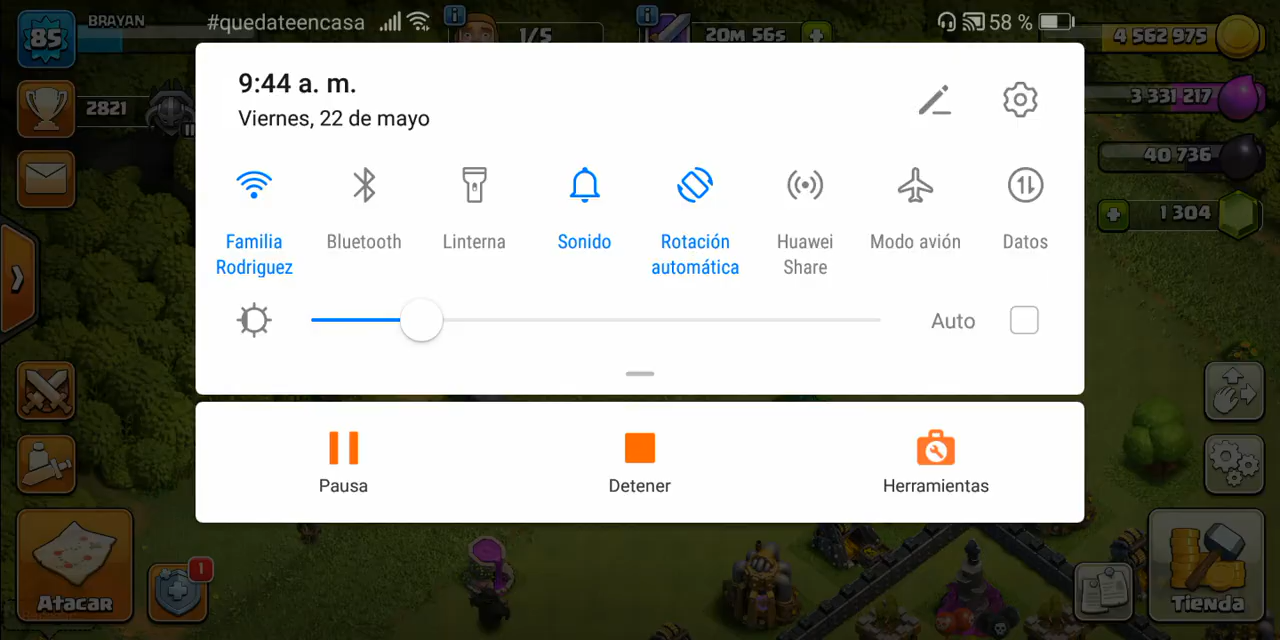 BRAYAN
#quedateencasa
58 %
85
1/5
20M 56S
4 562 975
2821
9:44 a. m.
Viernes, 22 de mayo
3 331 217
40 736
1 304
Familia
Rodriguez
Bluetooth
Linterna
Sonido
Rotación
automática
Huawei
Share
Modo avión
Datos
Auto
Pausa
Detener
Herramientas
1
Atacar
Tienda